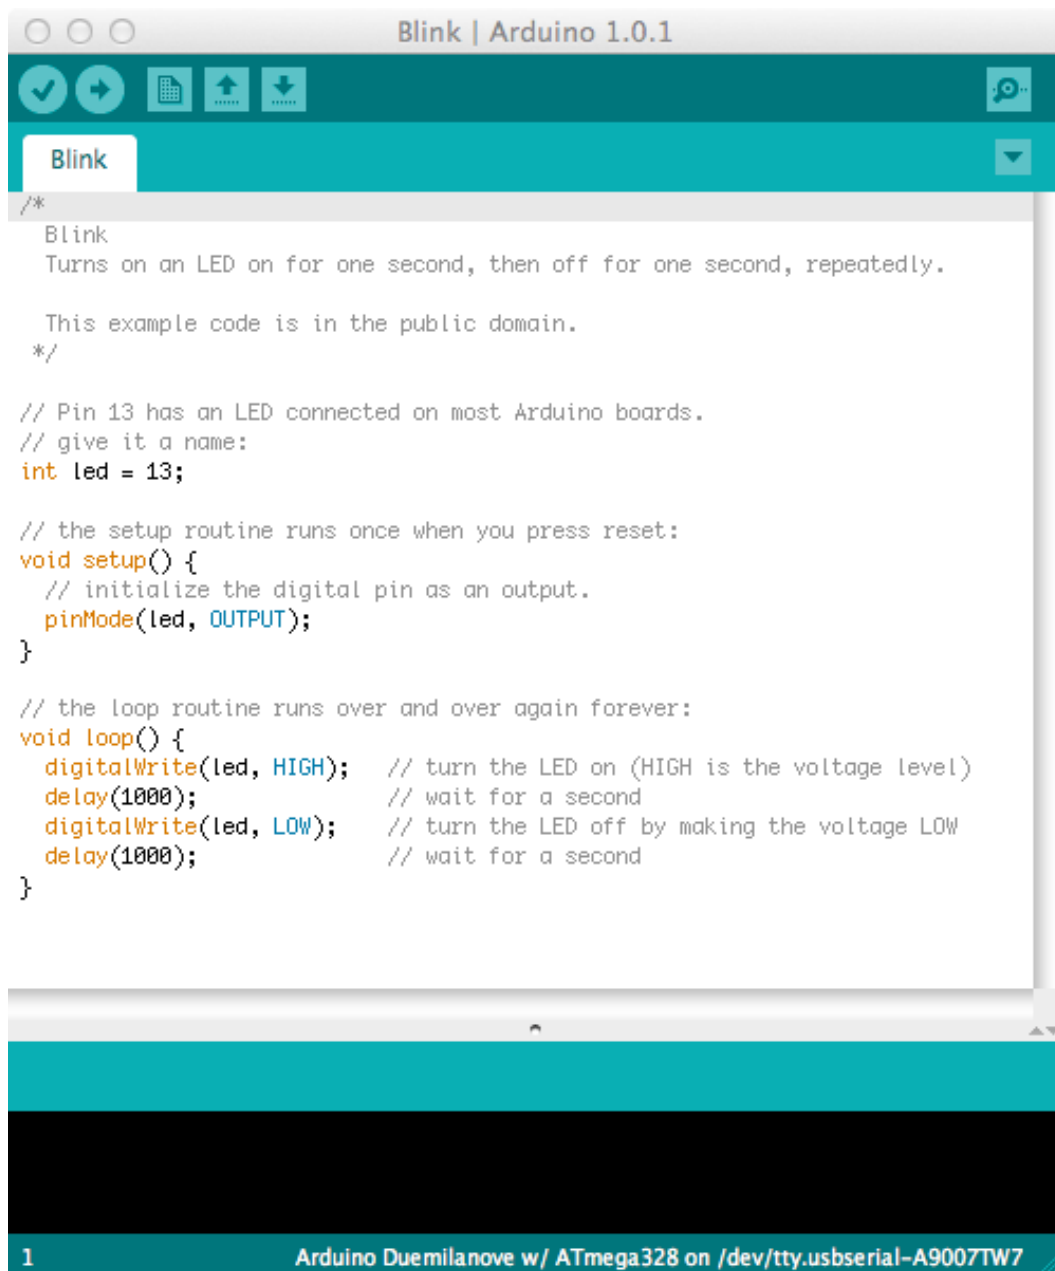 Blink | Arduino 1.0.1
Blink
/*
  Blink
  Turns on an LED on for one second, then off for one second, repeatedly.

  This example code is in the public domain.
 */

// Pin 13 has an LED connected on most Arduino boards.
// give it a name:
int led = 13;

// the setup routine runs once when you press reset:
void setup() {
  // initialize the digital pin as an output.
  pinMode(led, OUTPUT);
}

// the loop routine runs over and over again forever:
void loop() {
  digitalWrite(led, HIGH);   // turn the LED on (HIGH is the voltage level)
  delay(1000);               // wait for a second
  digitalWrite(led, LOW);    // turn the LED off by making the voltage LOW
  delay(1000);               // wait for a second
}
1 Arduino Duemilanove w/ ATmega328 on /dev/tty.usbserial-A9007TW7